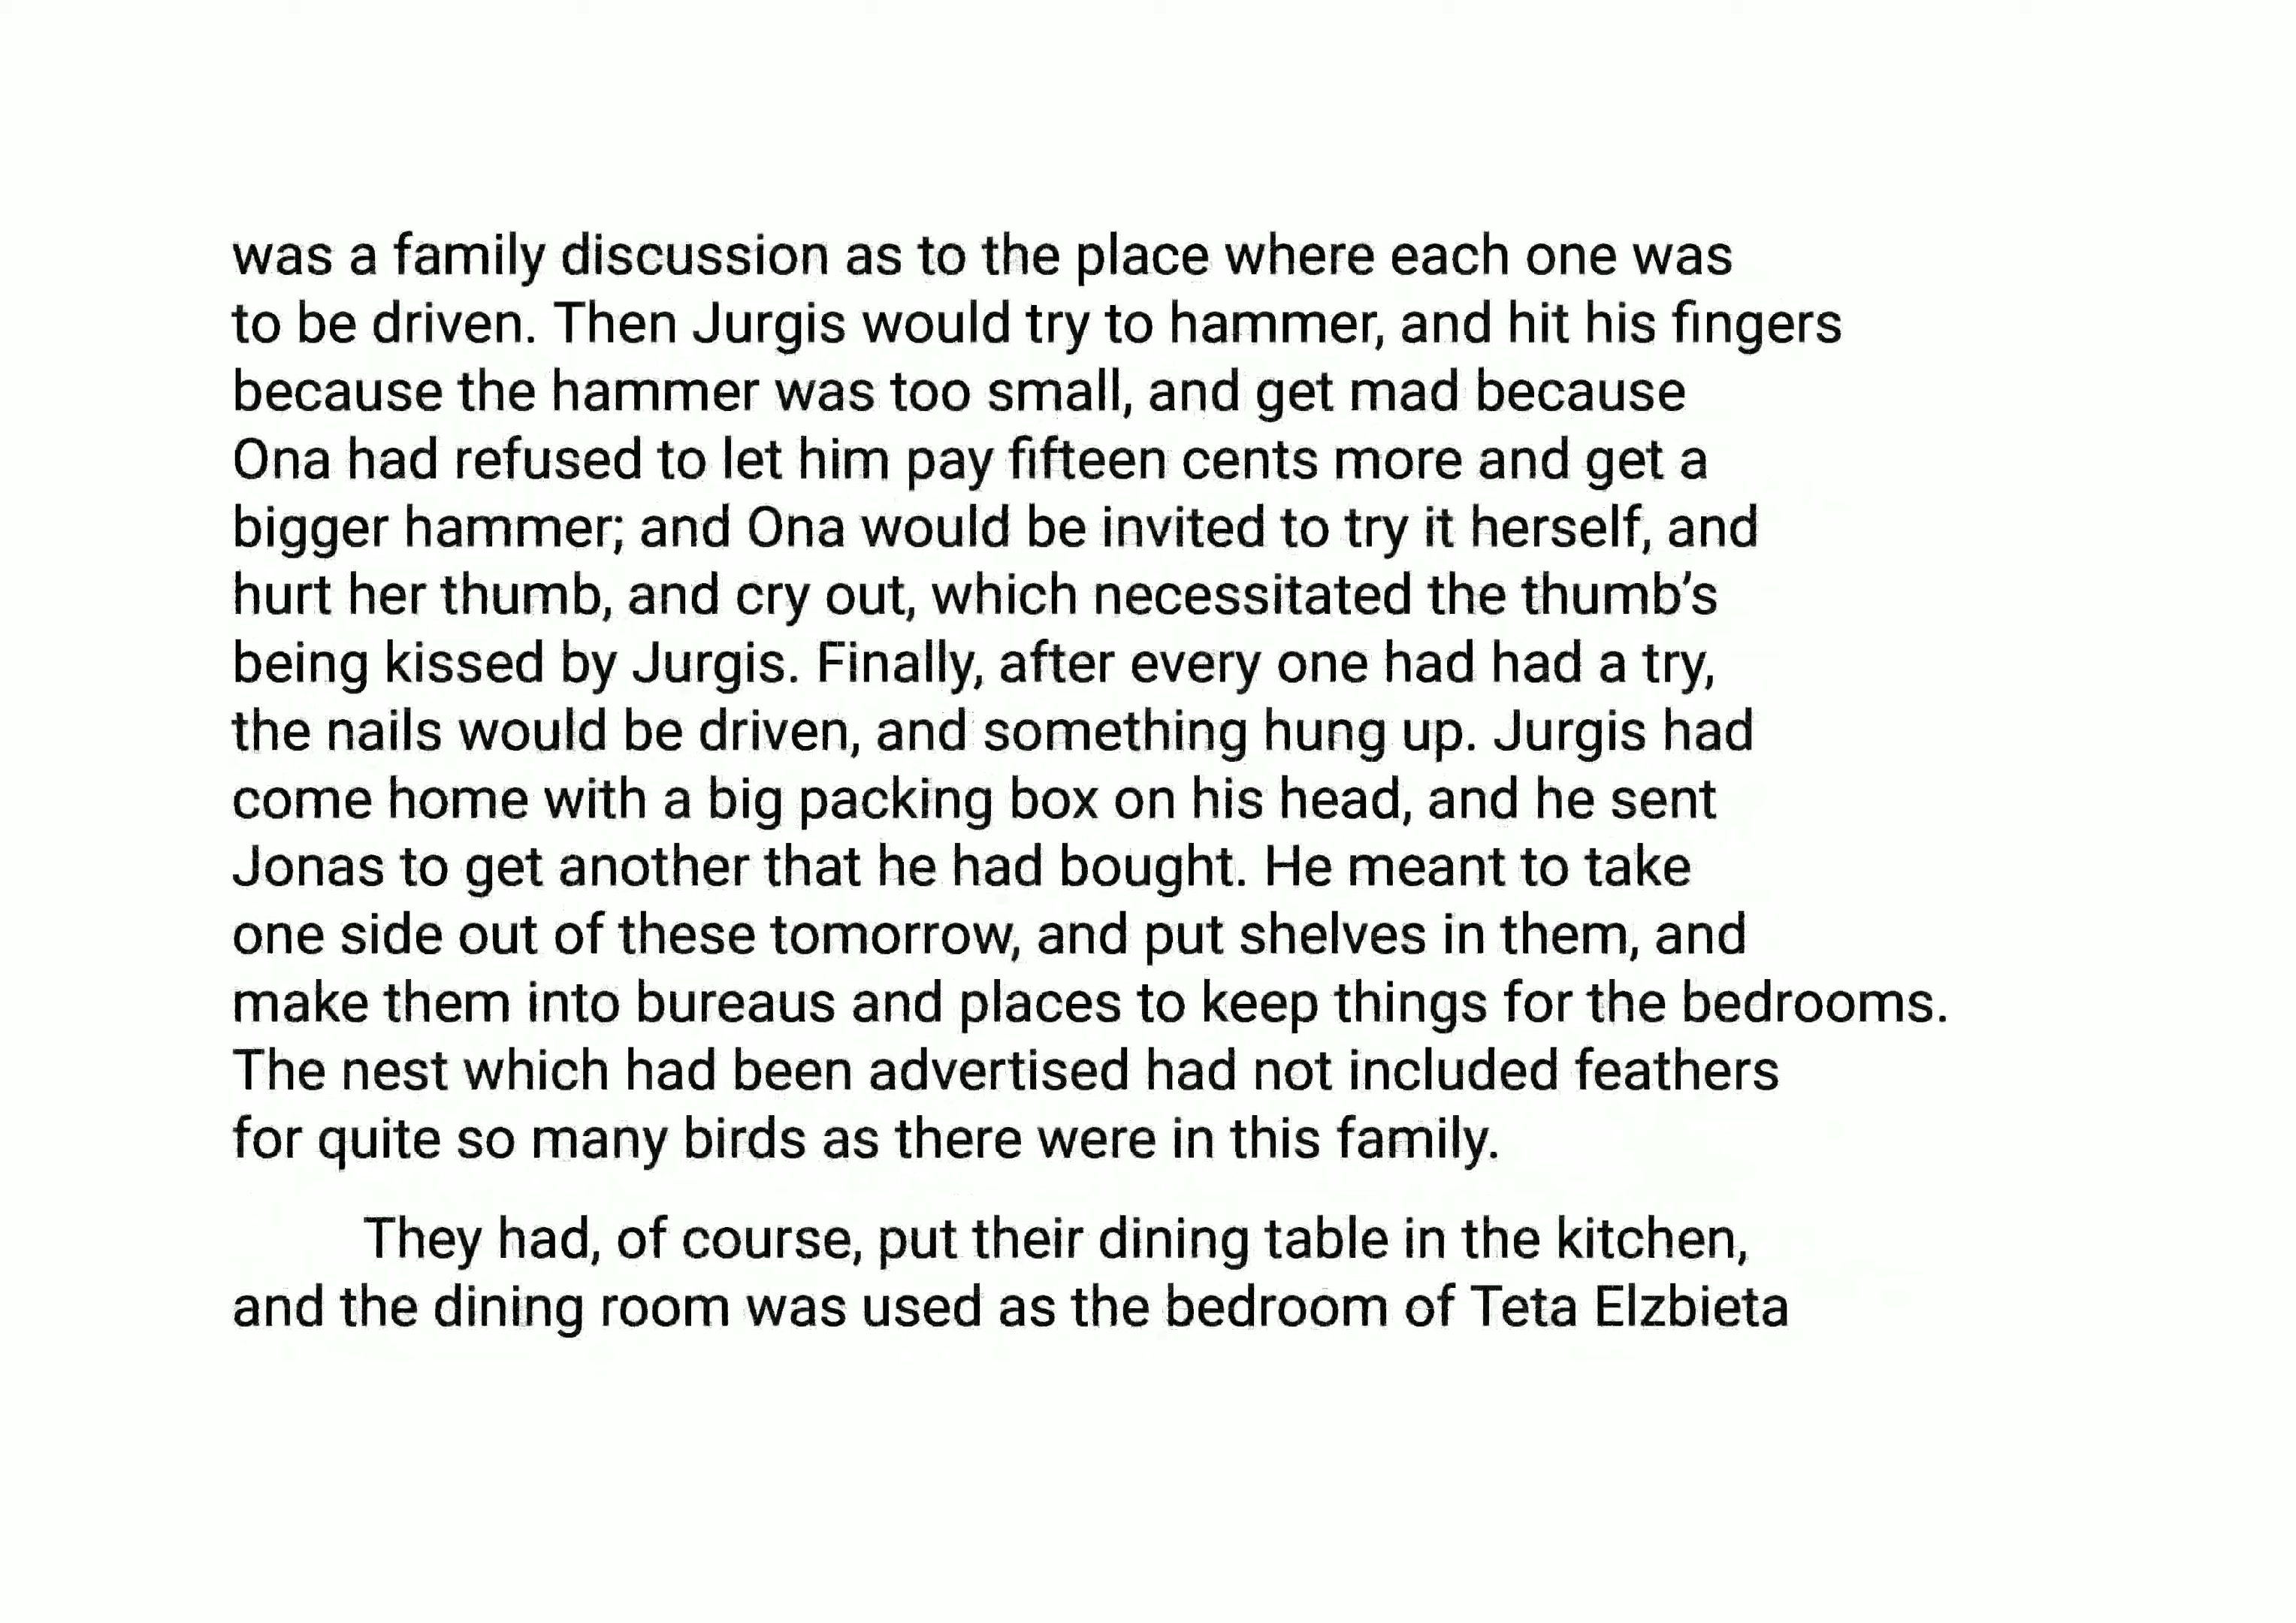 was a family discussion as to the place where each one was
to be driven. Then Jurgis would try to hammer, and hit his fingers
because the hammer was too small, and get mad because
Ona had refused to let him pay fifteen cents more and get a
bigger hammer; and Ona would be invited to try it herself, and
hurt her thumb, and cry out, which necessitated the thumb's
being kissed by Jurgis. Finally, after every one had had a try,
the nails would be driven, and something hung up. Jurgis had
come home with a big packing box on his head, and he sent
Jonas to get another that he had bought. He meant to take
one side out of these tomorrow, and put shelves in them, and
make them into bureaus and places to keep things for the bedrooms.
The nest which had been advertised had not included feathers
for quite so many birds as there were in this family.
They had, of course, put their dining table in the kitchen,
and the dining room was used as the bedroom of Teta Elzbieta